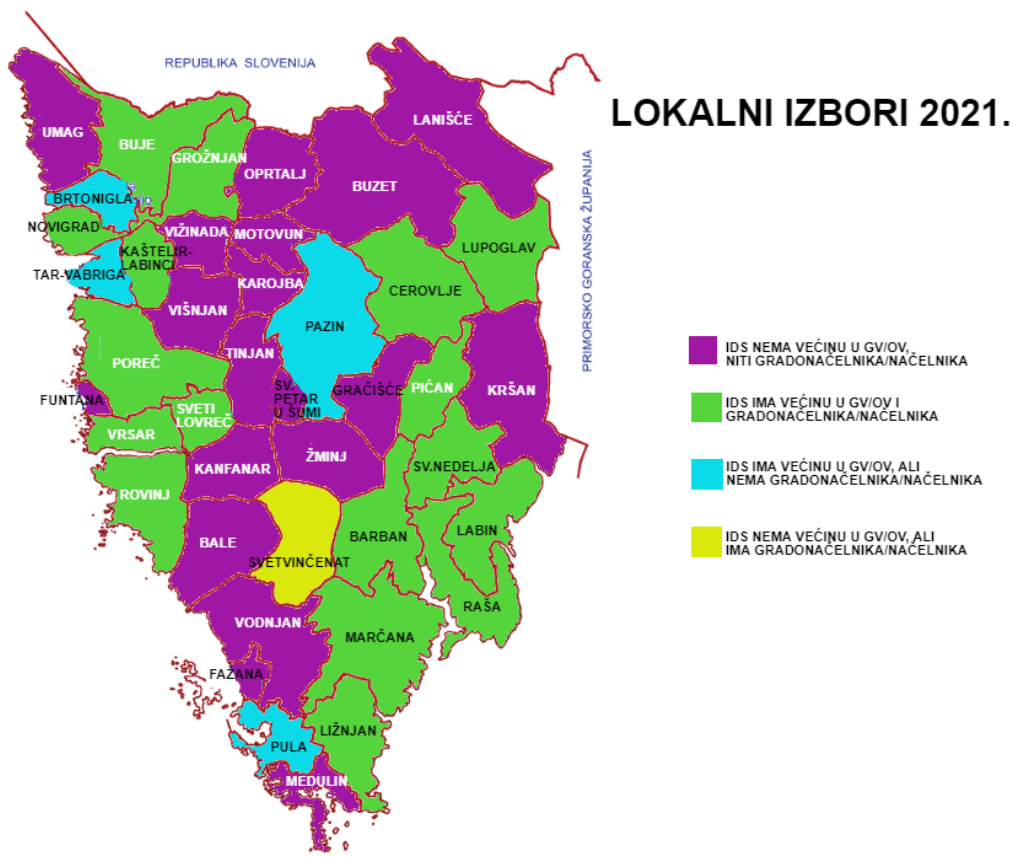 REPUBLIKA SLOVENIJA
LOKALNI IZBORI 2021.
LANIŠĆE
UMAG
BUJE
GROŽNJAN
OPRTALJ
BUZET
PRIMORSKO GORANSKA ŽUPANIJA
BRTONIGLA
NOVIGRAD
VIŽINADA
MOTOVUN
LUPOGLAV
KAŠTELIR-
LABINCI
TAR-VABRIGA
KAROJBA
CEROVLJE
VIŠNJAN
PAZIN
TINJAN
POREČ
SV.
PETAR
U ŠUMI
GRAČIŠĆE
PIĆAN
KRŠAN
FUNTANA
SVETI
LOVREČ
VRSAR
KANFANAR
ŽMINJ
SV.NEDELJA
ROVINJ
BALE
SVETVINČENAT
BARBAN
LABIN
RAŠA
VODNJAN
MARČANA
FAŽANA
LIŽNJAN
PULA
MEDULIN
IDS NEMA VEĆINU U GV/OV,
NITI GRADONAČELNIKA/NAČELNIKA
IDS IMA VEĆINU U GV/OV I
GRADONAČELNIKA/NAČELNIKA
IDS IMA VEĆINU U GV/OV, ALI
NEMA GRADONAČELNIKA/NAČELNIKA
IDS NEMA VEĆINU U GV/OV, ALI
IMA GRADONAČELNIKA/NAČELNIKA